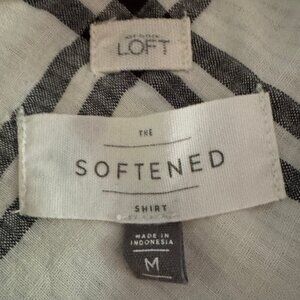 LOFT
THE
SOFTENED
SHIRT
MADE IN
INDONESIA
M